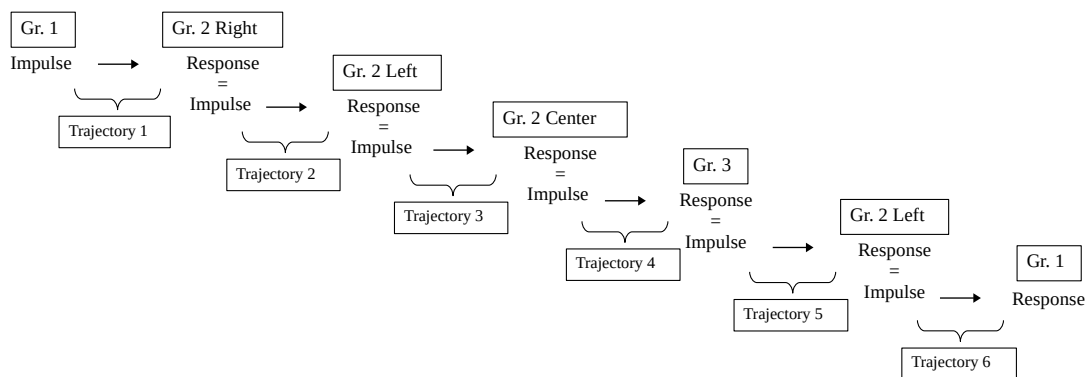 Gr. 1
Impulse
Trajectory 1
Gr. 2 Right
Response
=
Impulse
Trajectory 2
Gr. 2 Left
Response
=
Impulse
Trajectory 3
Gr. 2 Center
Response
=
Impulse
Trajectory 4
Gr. 3
Response
=
Impulse
Trajectory 5
Gr. 2 Left
Response
=
Impulse
Trajectory 6
Gr. 1
Response